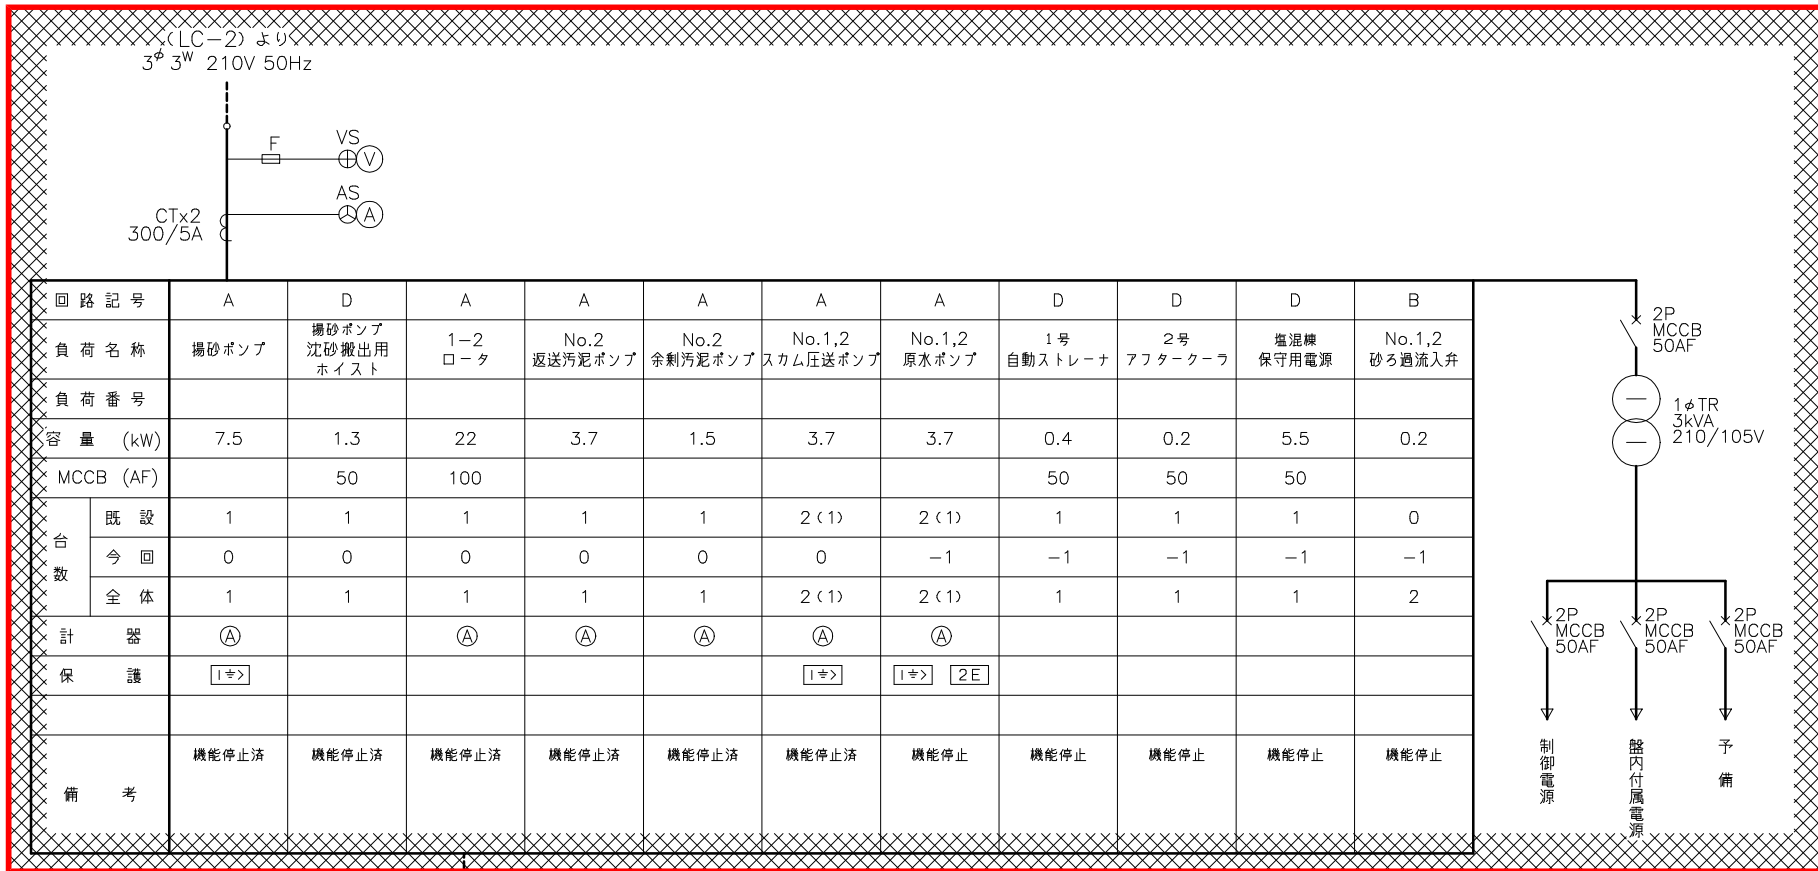 (LC-2) より
3φ 3W 210V 50Hz
F
VS
V
AS
A
CTx2
300/5A
回路記号 A D A A A A A D D D B
負荷名称 揚砂ポンプ 揚砂ポンプ 沈砂搬出用 ホイスト 1-2 ロータ No.2 返送汚泥ポンプ No.2 余剰汚泥ポンプ No.1,2 スカム圧送ポンプ No.1,2 原水ポンプ 1号 自動ストレーナ 2号 アフタークーラ 塩混棟 保守用電源 No.1,2 砂ろ過流入弁
負荷番号
容量 (kW) 7.5 1.3 22 3.7 1.5 3.7 3.7 0.4 0.2 5.5 0.2
MCCB (AF) 50 100 50 50 50
台数
既設 1 1 1 1 1 2(1) 2(1) 1 1 1 0
今回 0 0 0 0 0 0 -1 -1 -1 -1 -1
全体 1 1 1 1 1 2(1) 2(1) 1 1 1 2
計器 A A A A A A
保護 I⏚> I⏚> I⏚> 2E
備考 機能停止済 機能停止済 機能停止済 機能停止済 機能停止済 機能停止済 機能停止 機能停止 機能停止 機能停止 機能停止
2P
MCCB
50AF
1φTR
3kVA
210/105V
2P
MCCB
50AF
2P
MCCB
50AF
2P
MCCB
50AF
制御電源
盤内付属電源
予備